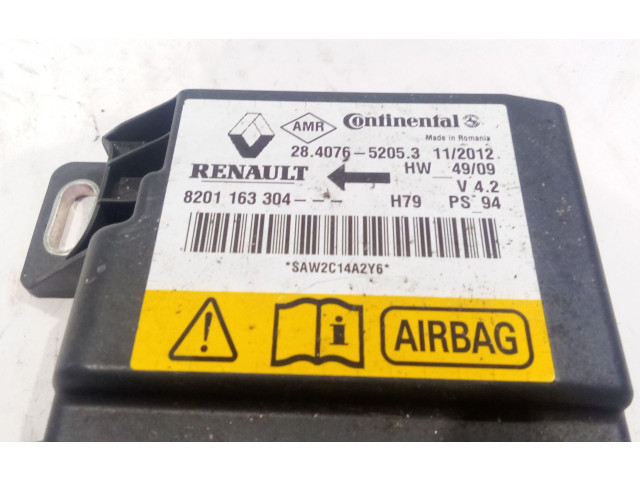 AMR Continental
Made in Romania
28.4076-5205.3 11/2012
RENAULT HW 49/09
V 4.2
8201 163 304--- H79 PS 94
*SAW2C14A2Y6*
! i AIRBAG